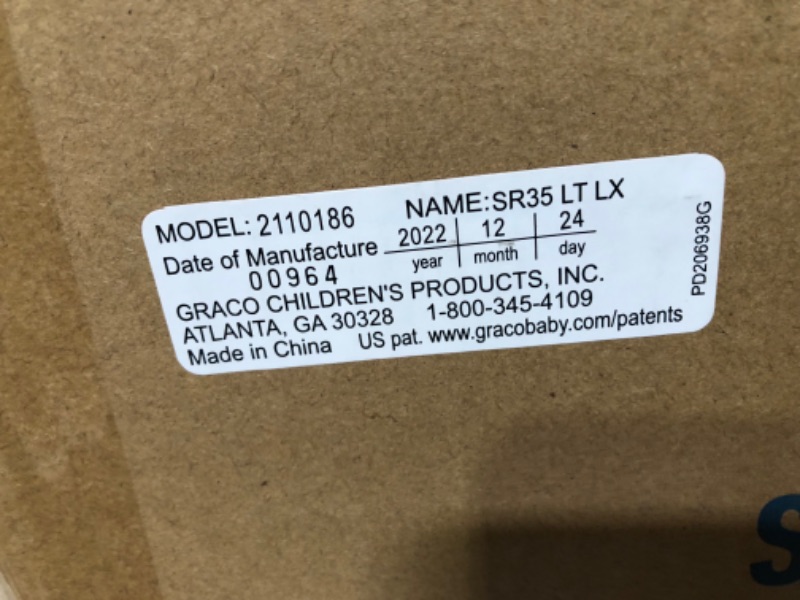 MODEL: 2110186 NAME:SR35 LT LX
Date of Manufacture 2022 12 24
00964 year month day
GRACO CHILDREN'S PRODUCTS, INC.
ATLANTA, GA 30328 1-800-345-4109
Made in China US pat. www.gracobaby.com/patents
PD206938G
S